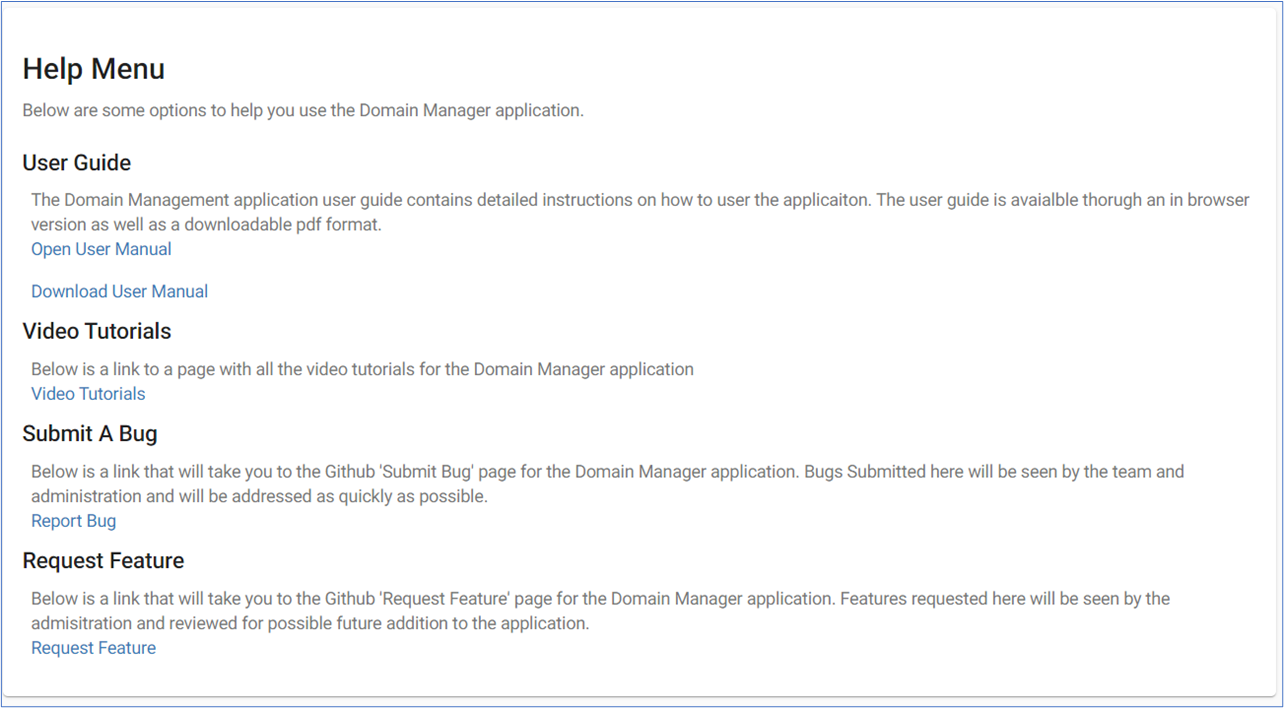 Help Menu
Below are some options to help you use the Domain Manager application.
User Guide
The Domain Management application user guide contains detailed instructions on how to user the applicaiton. The user guide is avaialble thorugh an in browser
version as well as a downloadable pdf format.
Open User Manual
Download User Manual
Video Tutorials
Below is a link to a page with all the video tutorials for the Domain Manager application
Video Tutorials
Submit A Bug
Below is a link that will take you to the Github 'Submit Bug' page for the Domain Manager application. Bugs Submitted here will be seen by the team and
administration and will be addressed as quickly as possible.
Report Bug
Request Feature
Below is a link that will take you to the Github 'Request Feature' page for the Domain Manager application. Features requested here will be seen by the
admisitration and reviewed for possible future addition to the application.
Request Feature